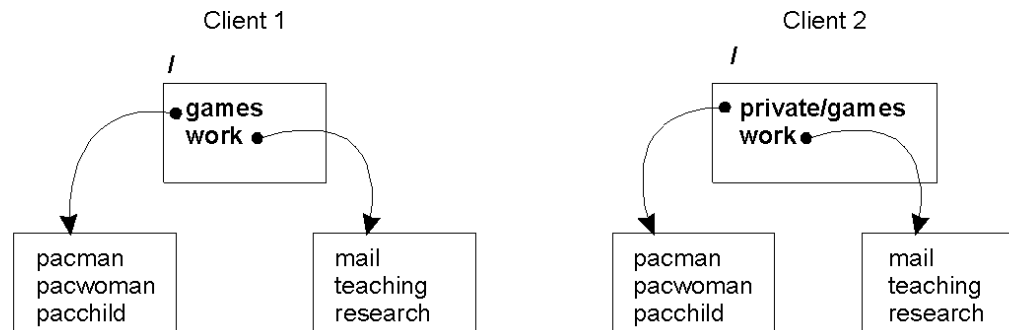 Client 1
/
games
work
pacman
pacwoman
pacchild
mail
teaching
research
Client 2
/
private/games
work
pacman
pacwoman
pacchild
mail
teaching
research